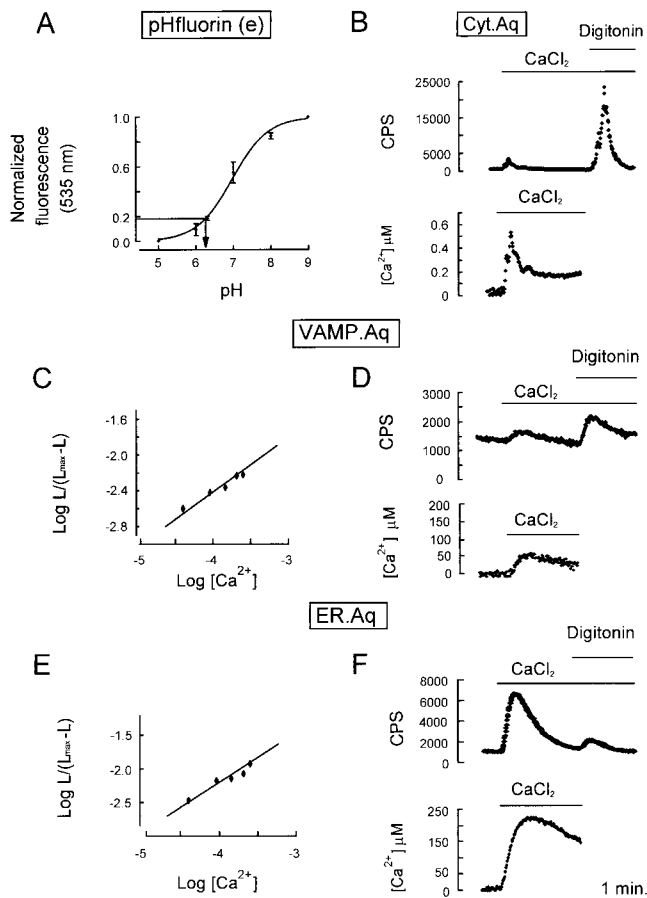 A
pHfluorin (e)
Normalized
fluorescence
(535 nm)
1.0
0.6
0.2
0.0
5 6 7 8 9
pH
B
Cyt.Aq
Digitonin
CaCl₂
CPS
25000
15000
5000
0
CaCl₂
[Ca²⁺] μM
0.6
0.4
0.2
0
VAMP.Aq
C
Log L/(Lmax-L)
-1.6
-2.0
-2.4
-2.8
-5 -4 -3
Log [Ca²⁺]
D
Digitonin
CaCl₂
CPS
3000
2000
1000
0
CaCl₂
[Ca²⁺] μM
200
150
100
50
0
ER.Aq
E
Log L/(Lmax-L)
-1.5
-2.0
-2.5
-5 -4 -3
Log [Ca²⁺]
F
Digitonin
CaCl₂
CPS
8000
6000
4000
2000
0
CaCl₂
[Ca²⁺] μM
250
150
50
0
1 min.